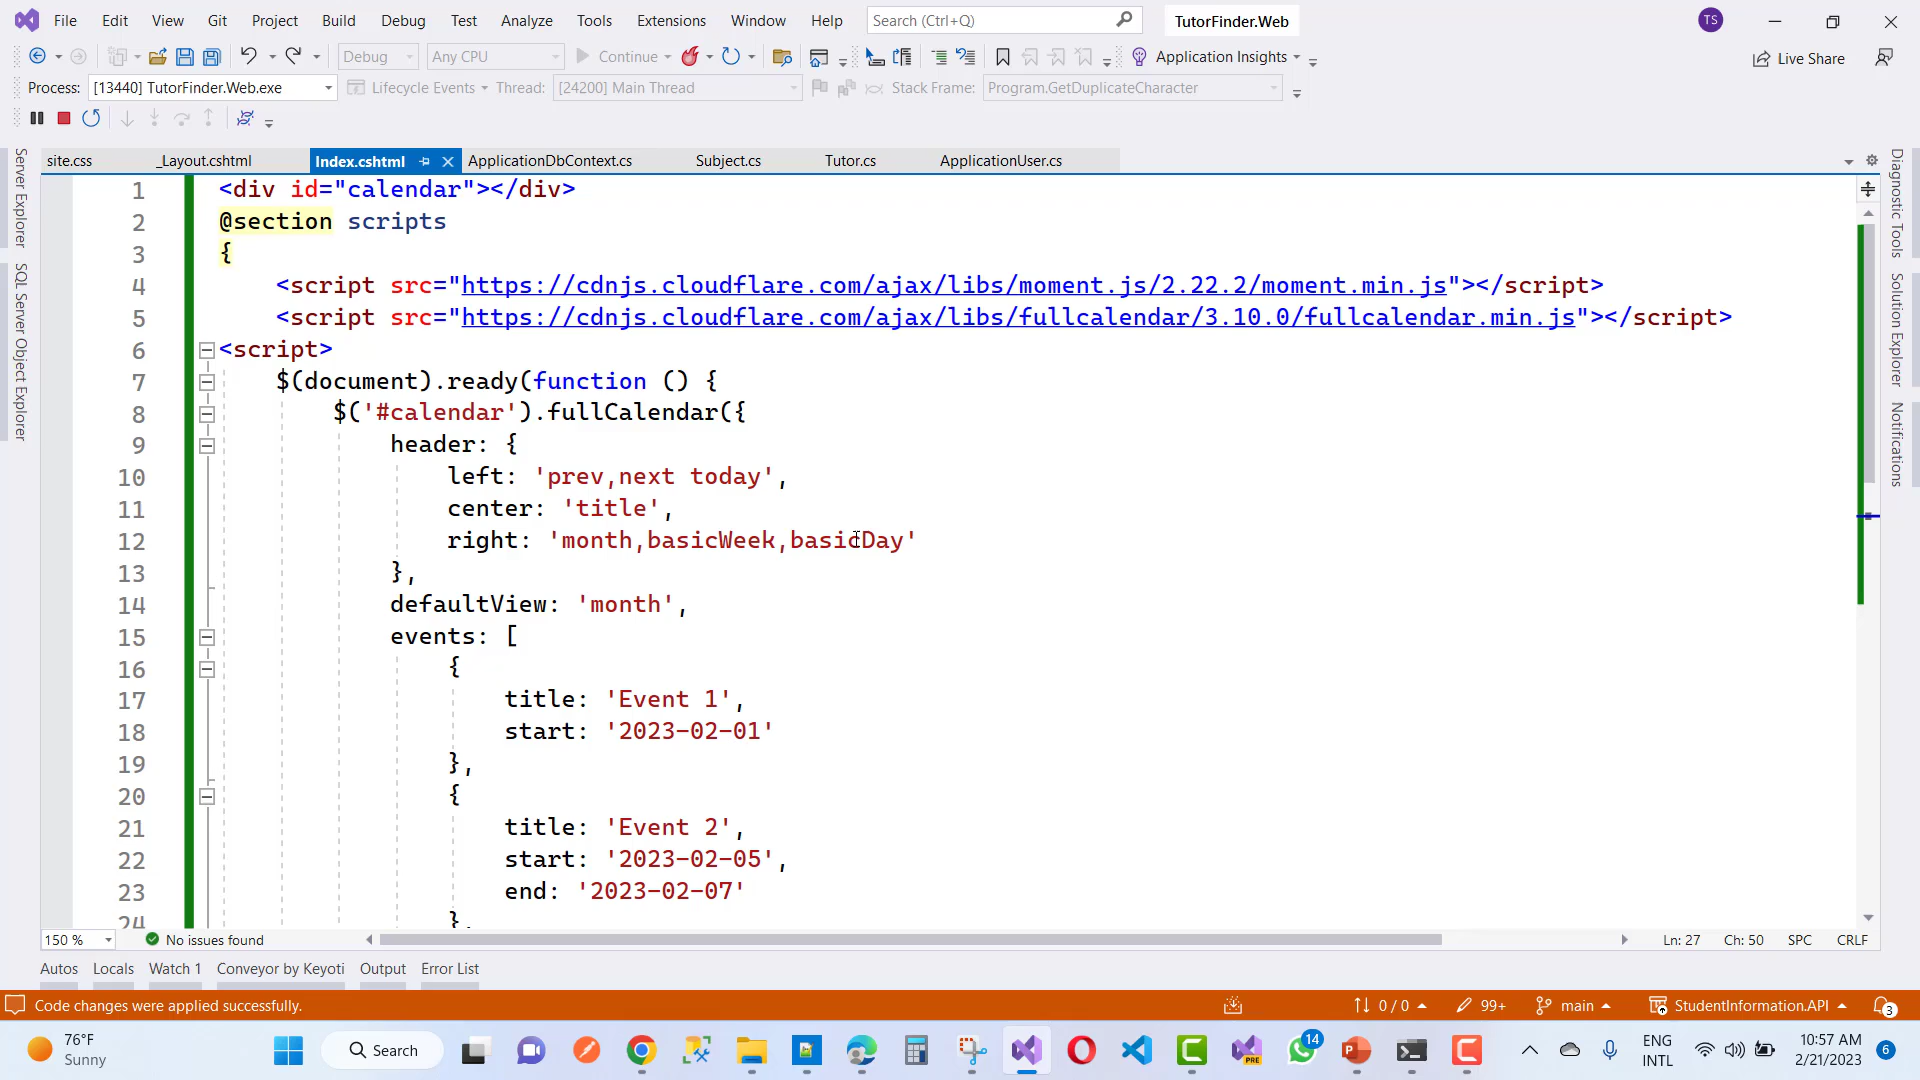 File Edit View Git Project Build Debug Test Analyze Tools Extensions Window Help Search (Ctrl+Q) TutorFinder.Web TS
Debug Any CPU Continue Application Insights Live Share
Process: [13440] TutorFinder.Web.exe Lifecycle Events Thread: [24200] Main Thread Stack Frame: Program.GetDuplicateCharacter
site.css _Layout.cshtml Index.cshtml ApplicationDbContext.cs Subject.cs Tutor.cs ApplicationUser.cs
Server Explorer
SQL Server Object Explorer
1 <div id="calendar"></div>
2 @section scripts
3 {
4 <script src="https://cdnjs.cloudflare.com/ajax/libs/moment.js/2.22.2/moment.min.js"></script>
5 <script src="https://cdnjs.cloudflare.com/ajax/libs/fullcalendar/3.10.0/fullcalendar.min.js"></script>
6 <script>
7 $(document).ready(function () {
8 $('#calendar').fullCalendar({
9 header: {
10 left: 'prev,next today',
11 center: 'title',
12 right: 'month,basicWeek,basicDay'
13 },
14 defaultView: 'month',
15 events: [
16 {
17 title: 'Event 1',
18 start: '2023-02-01'
19 },
20 {
21 title: 'Event 2',
22 start: '2023-02-05',
23 end: '2023-02-07'
24 },
Diagnostic Tools
Solution Explorer
Notifications
150 % No issues found Ln: 27 Ch: 50 SPC CRLF
Autos Locals Watch 1 Conveyor by Keyoti Output Error List
Code changes were applied successfully. 0 / 0 99+ main StudentInformation.API 3
76°F
Sunny
Search
PRE
14
ENG
INTL
10:57 AM
2/21/2023
6